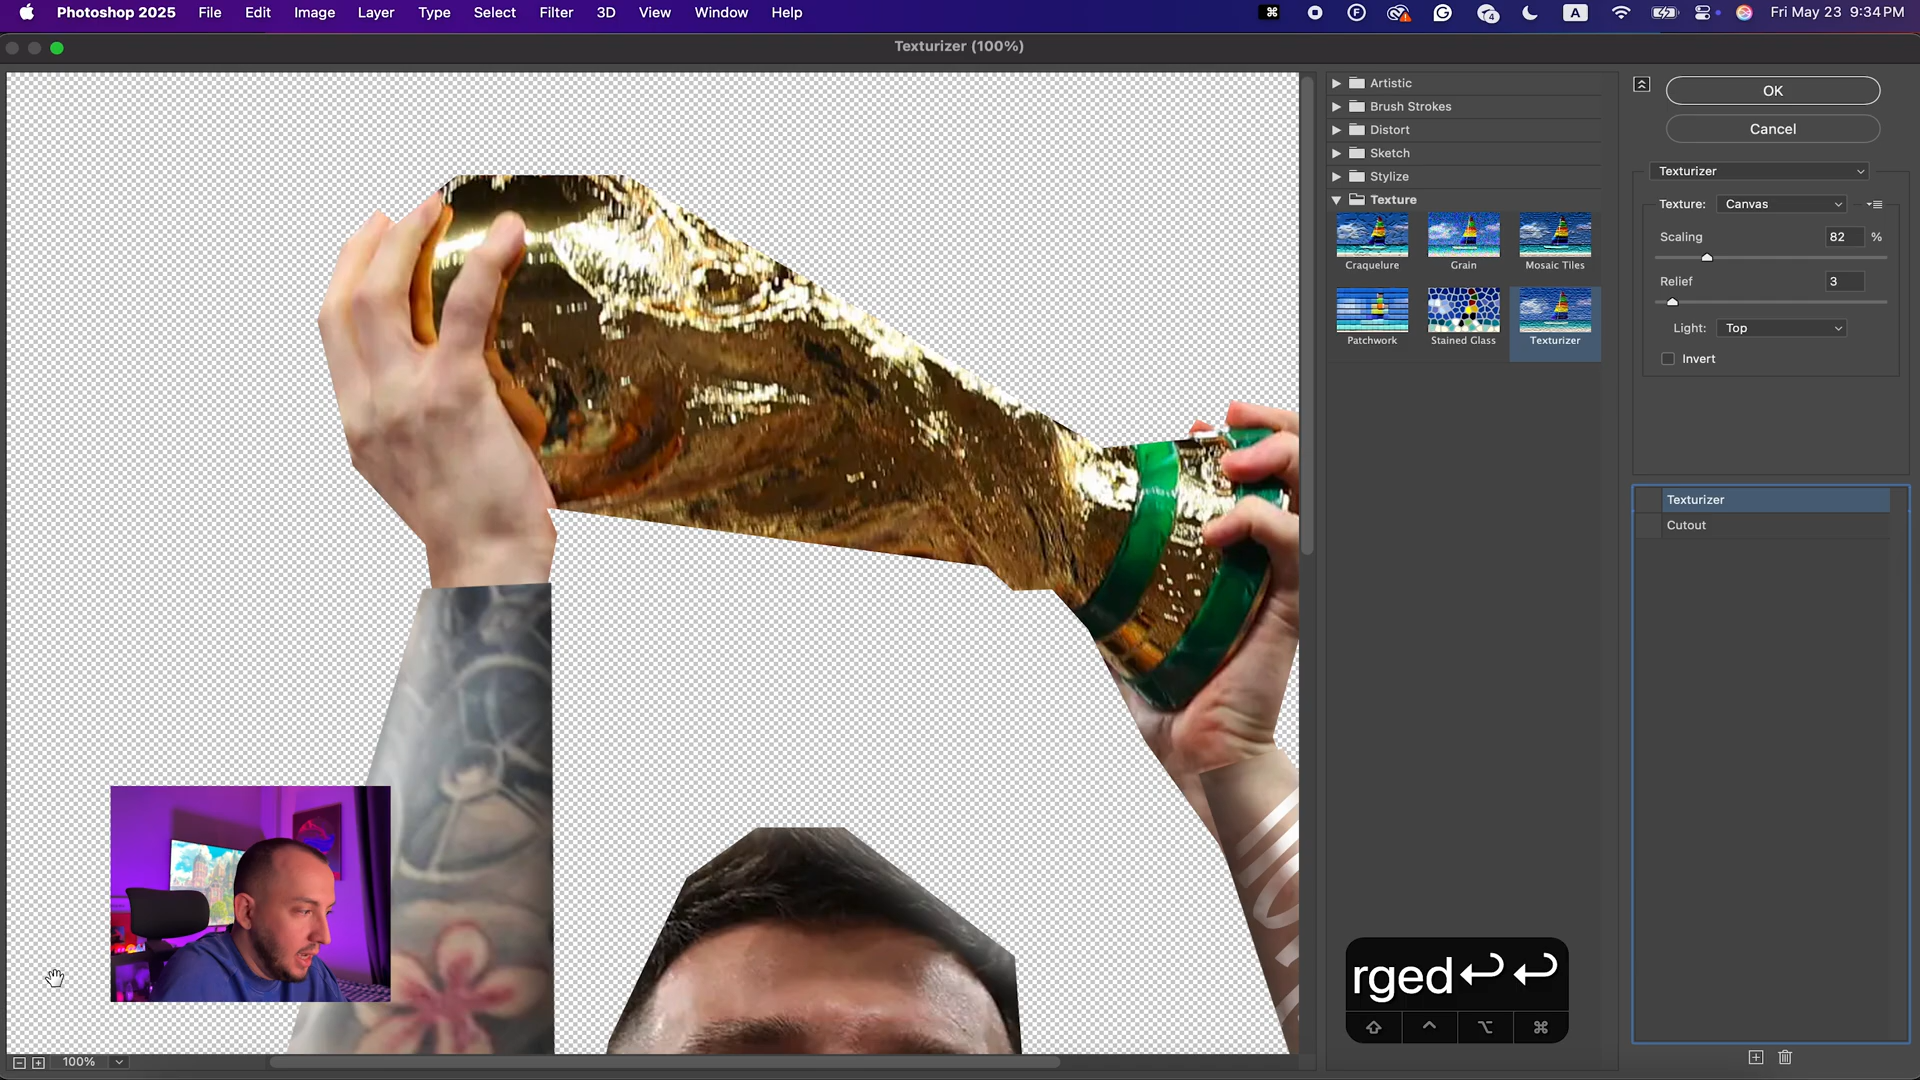 Photoshop 2025 File Edit Image Layer Type Select Filter 3D View Window Help 4 A Fri May 23 9:34 PM
Texturizer (100%)
Artistic
Brush Strokes
Distort
Sketch
Stylize
Texture
Craquelure Grain Mosaic Tiles
Patchwork Stained Glass Texturizer
OK
Cancel
Texturizer
Texture: Canvas
Scaling 82 %
Relief 3
Light: Top
Invert
Texturizer
Cutout
rged
100%